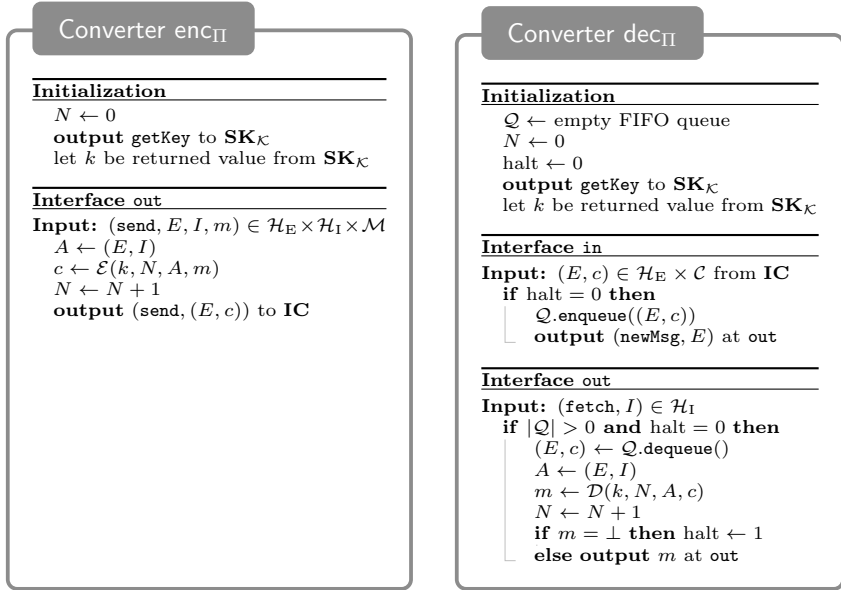 Converter enc_Π
Initialization
N ← 0
output getKey to SK_𝒦
let k be returned value from SK_𝒦
Interface out
Input: (send, E, I, m) ∈ ℋ_E × ℋ_I × ℳ
A ← (E, I)
c ← ℰ(k, N, A, m)
N ← N + 1
output (send, (E, c)) to IC
Converter dec_Π
Initialization
𝒬 ← empty FIFO queue
N ← 0
halt ← 0
output getKey to SK_𝒦
let k be returned value from SK_𝒦
Interface in
Input: (E, c) ∈ ℋ_E × 𝒞 from IC
if halt = 0 then
𝒬.enqueue((E, c))
output (newMsg, E) at out
Interface out
Input: (fetch, I) ∈ ℋ_I
if |𝒬| > 0 and halt = 0 then
(E, c) ← 𝒬.dequeue()
A ← (E, I)
m ← 𝒟(k, N, A, c)
N ← N + 1
if m = ⊥ then halt ← 1
else output m at out